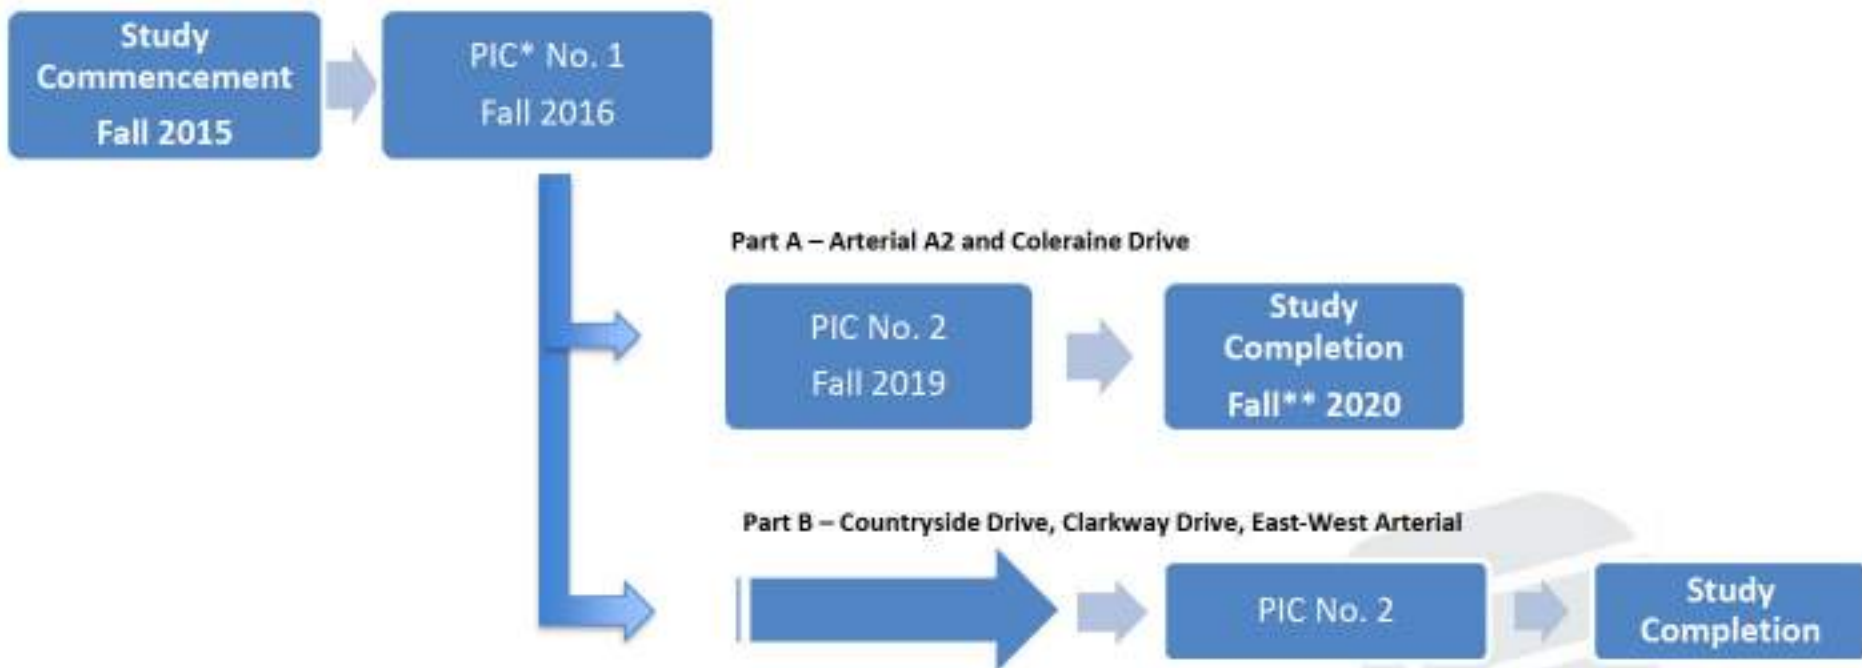 Study
Commencement
Fall 2015
PIC* No. 1
Fall 2016
Part A – Arterial A2 and Coleraine Drive
PIC No. 2
Fall 2019
Study
Completion
Fall** 2020
Part B – Countryside Drive, Clarkway Drive, East-West Arterial
PIC No. 2
Study
Completion